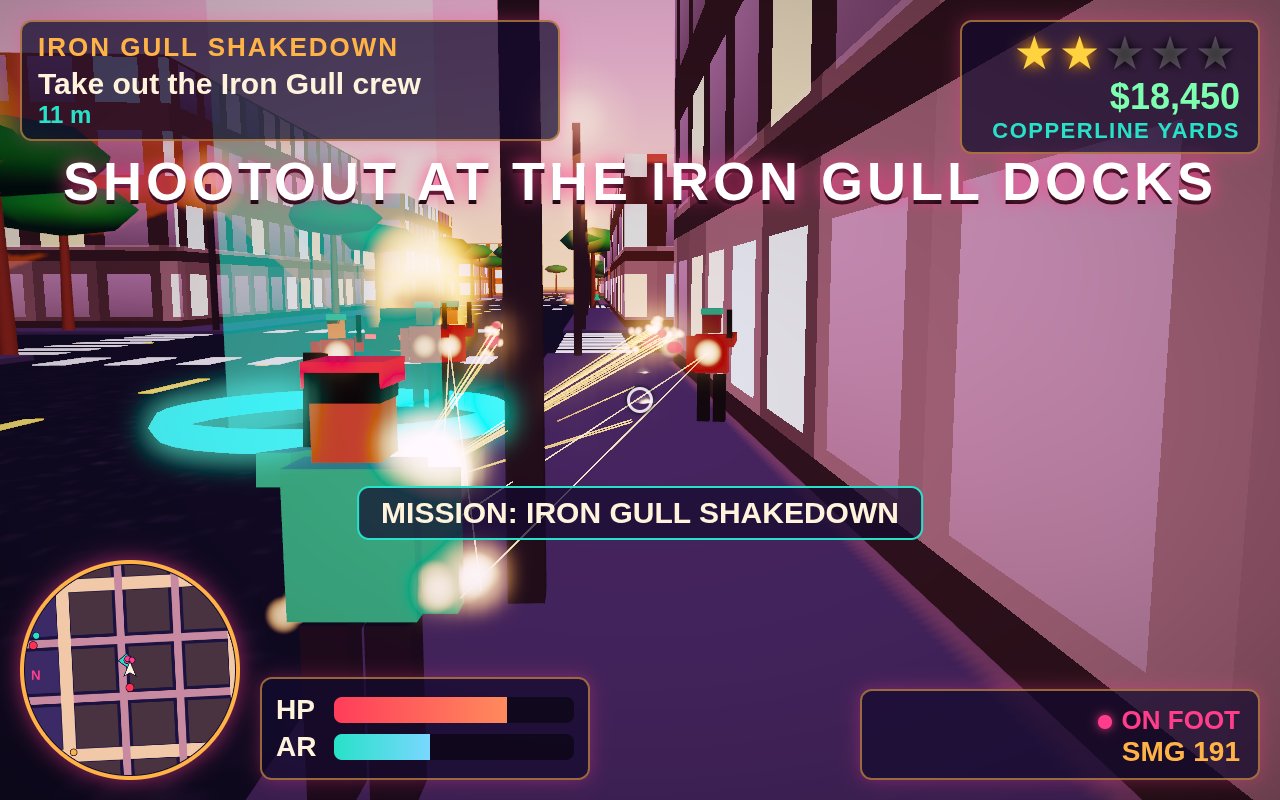 IRON GULL SHAKEDOWN
Take out the Iron Gull crew
11 m
$18,450
COPPERLINE YARDS
SHOOTOUT AT THE IRON GULL DOCKS
MISSION: IRON GULL SHAKEDOWN
N
HP
AR
ON FOOT
SMG 191